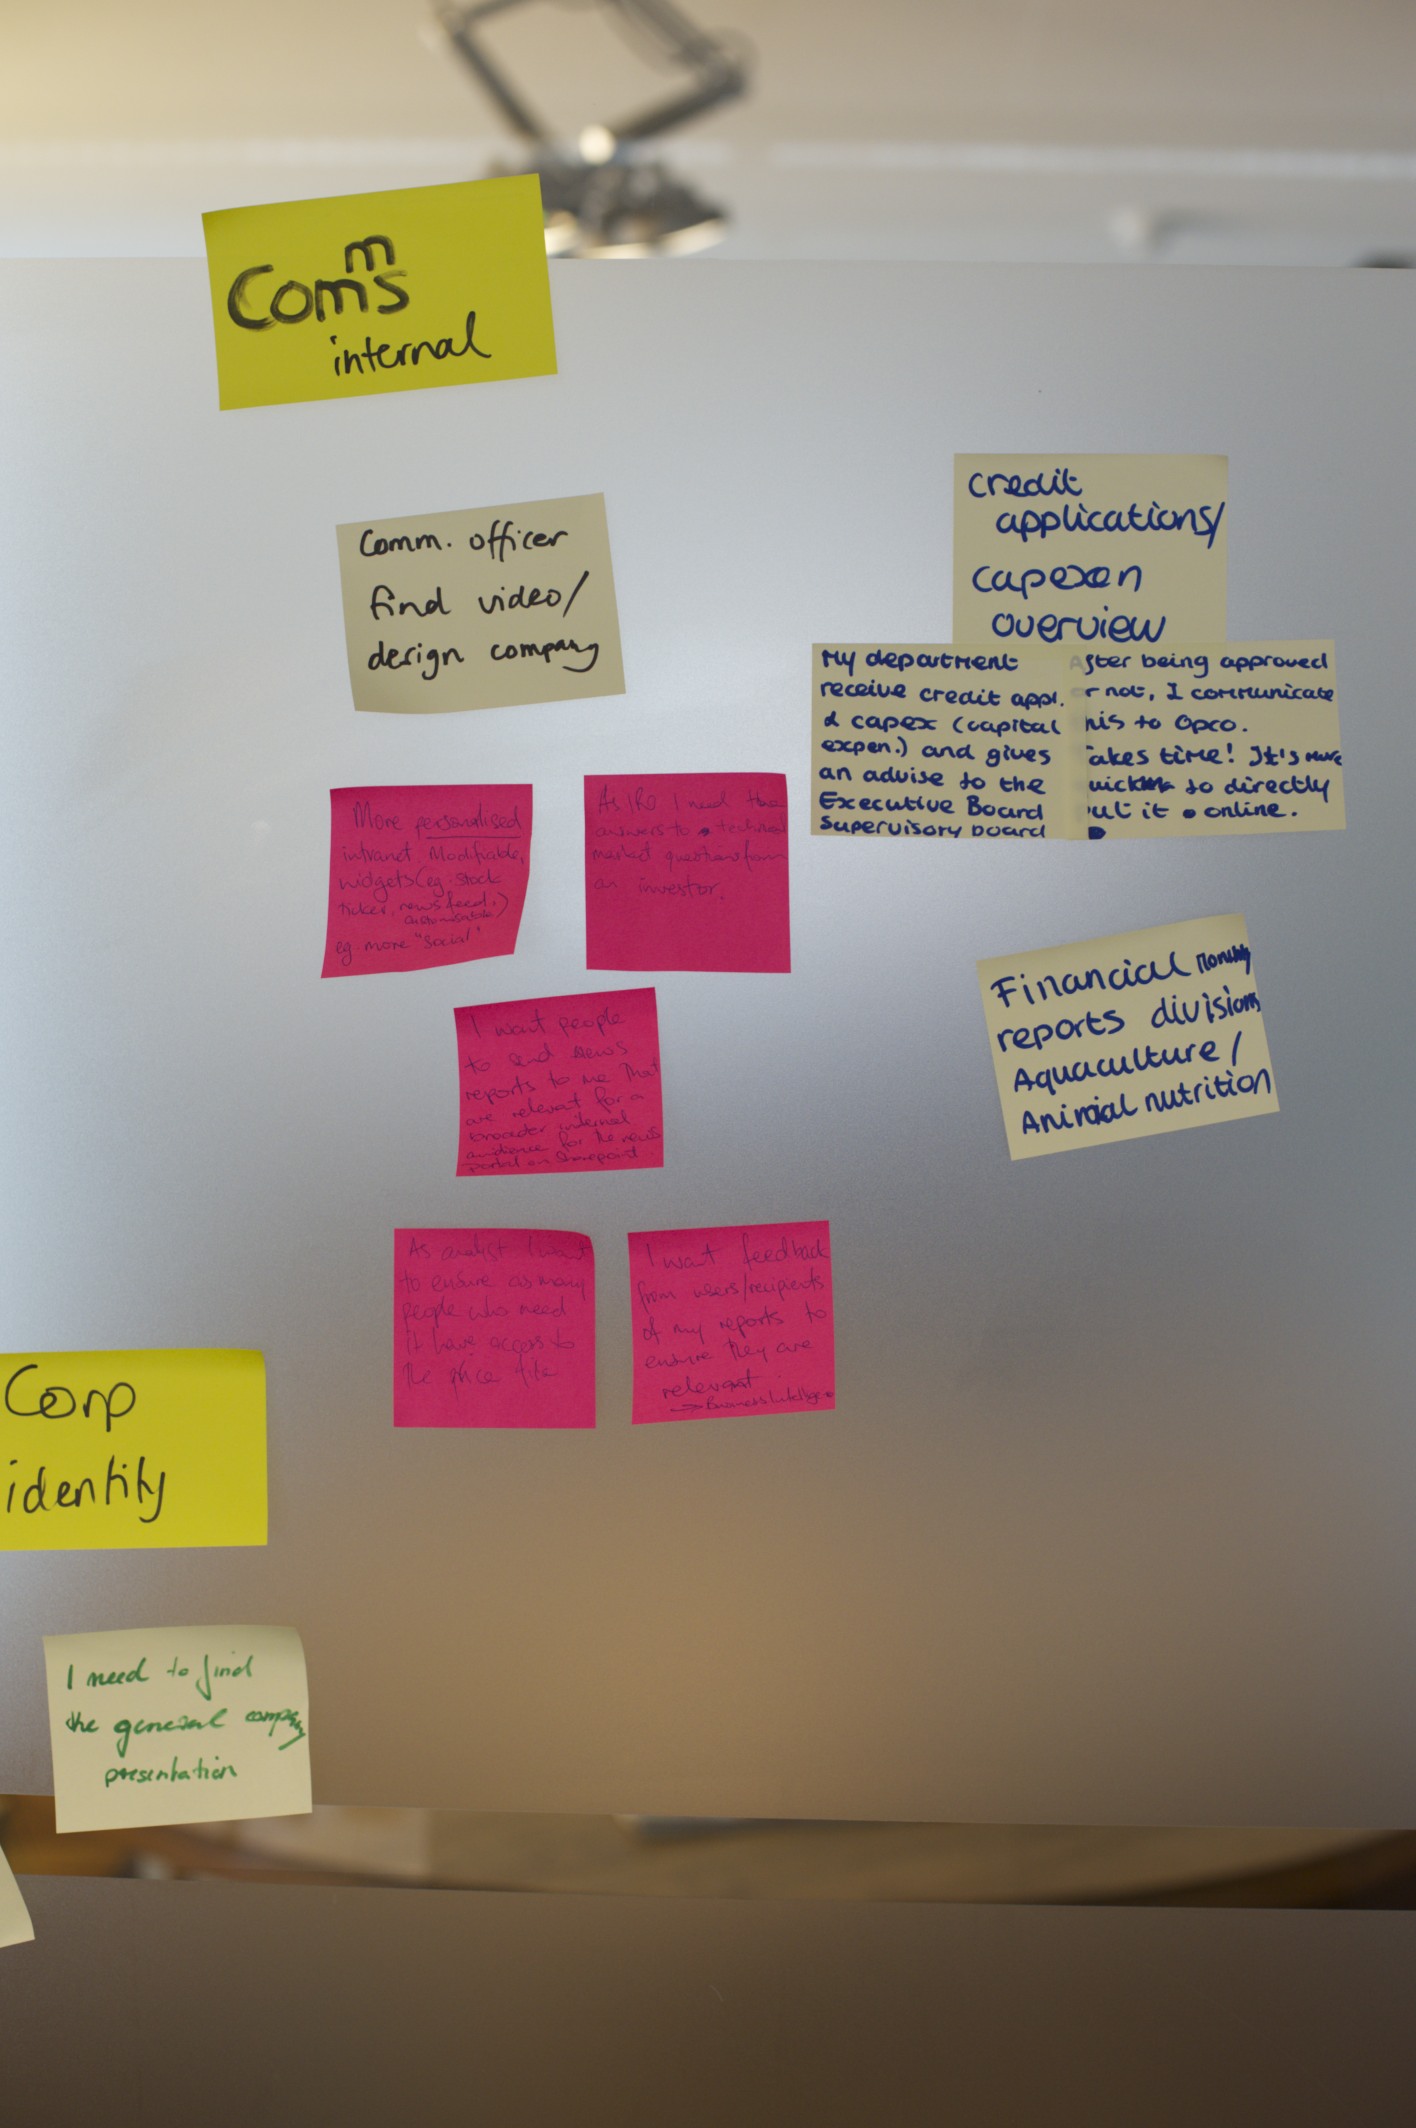 Comms
m
internal
Comm. officer
find video/
design company
credit
applications/
capexen
overview
My department
receive credit appl.
& capex (capital
expen.) and gives
an advise to the
Executive Board
Supervisory board
After being approved
or not, I communicate
this to Opco.
Takes time! It's more
to directly
put it online.
More personalised
intranet. Modifiable,
widgets (eg. stock
ticker, news feed,)
customisable
eg. more "social"
As I need
answers to technical
market questions from
an investor.
I want people
to send news
reports to me that
are relevant for a
broader internal
audience for the news
portal on Sharepoint
Financial Monthly
reports divisions
Aquaculture/
Animal nutrition
As analyst I want
to ensure as many
people who need
it have access to
the price file
I want feedback
from users/recipients
of my reports to
ensure they are
relevant.
→ Business Intelligence
Corp
identity
I need to find
the general company
presentation